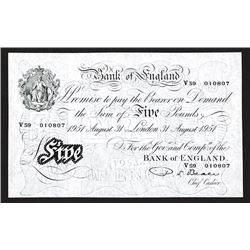 Bank of England
V59 010807
I Promise to pay the Bearer on Demand
the Sum of Five Pounds
V59 010807
1951 August 31 London 31 August 1951
For the Gov.r and Comp.a of the
BANK OF ENGLAND.
Five
Chief Cashier